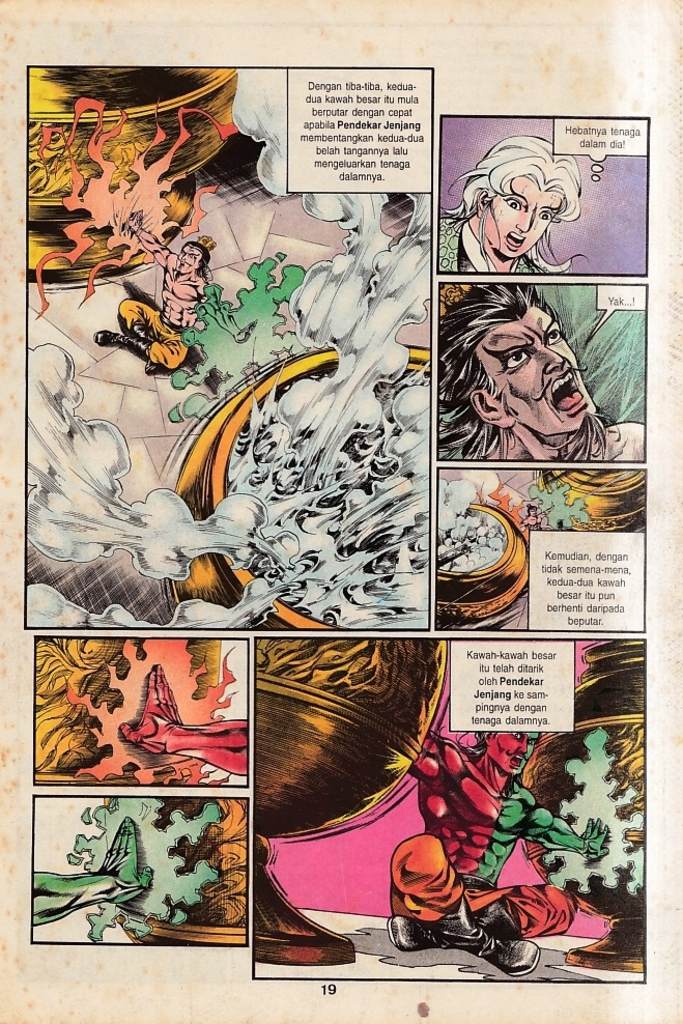 Dengan tiba-tiba, kedua-
dua kawah besar itu mula
berputar dengan cepat
apabila Pendekar Jenjang
membentangkan kedua-dua
belah tangannya lalu
mengeluarkan tenaga
dalamnya.
Hebatnya tenaga
dalam dia!
Yak...!
Kemudian, dengan
tidak semena-mena,
kedua-dua kawah
besar itu pun
berhenti daripada
beputar.
Kawah-kawah besar
itu telah ditarik
oleh Pendekar
Jenjang ke sam-
pingnya dengan
tenaga dalamnya.
19